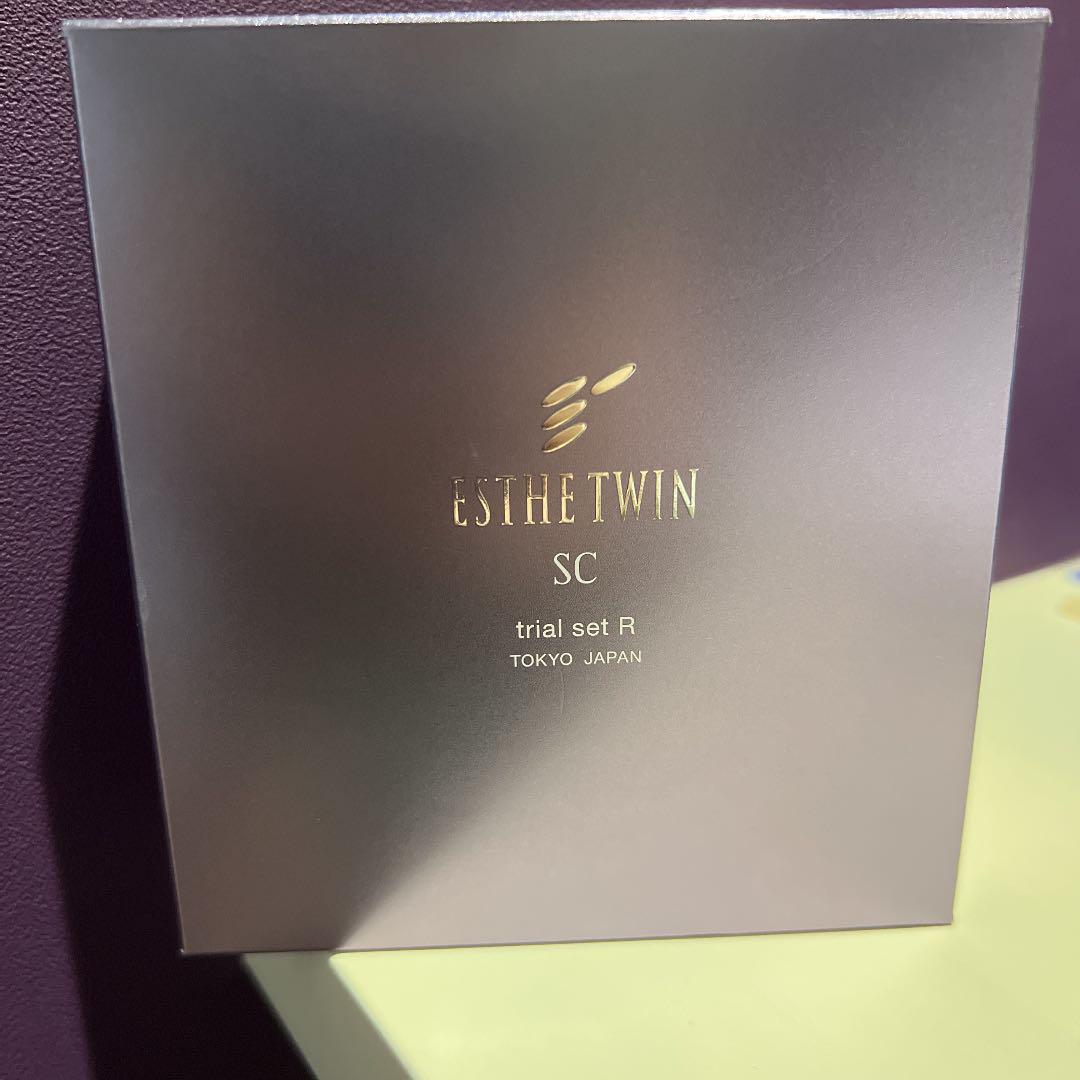 ESTHE TWIN
SC
trial set R
TOKYO JAPAN